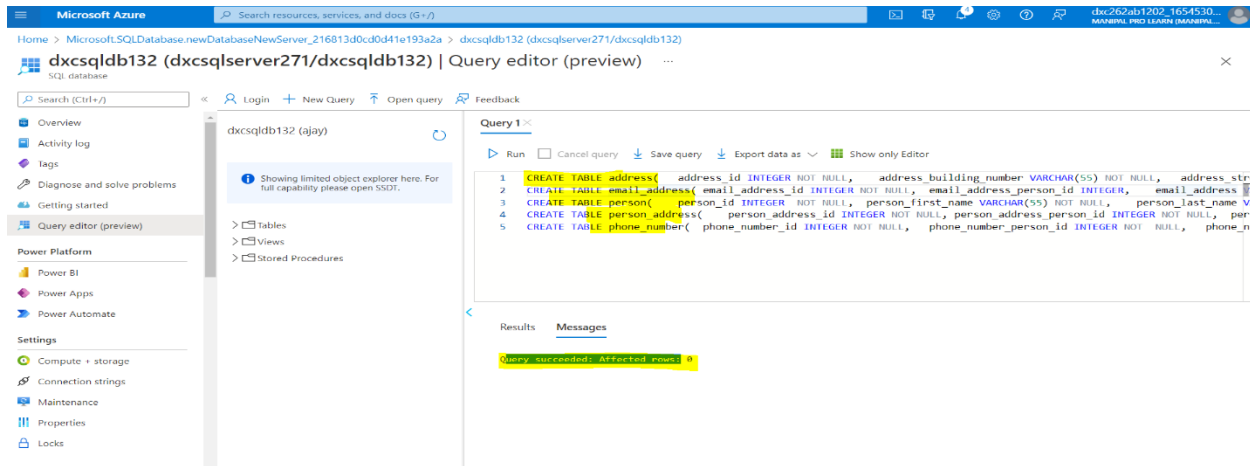 Microsoft Azure
Search resources, services, and docs (G+/)
4
dxc262ab1202_1654530...
MANIPAL PRO LEARN (MANIPAL...
Home > Microsoft.SQLDatabase.newDatabaseNewServer_216813d0cd0d41e193a2a > dxcsqldb132 (dxcsqlserver271/dxcsqldb132)
dxcsqldb132 (dxcsqlserver271/dxcsqldb132) | Query editor (preview) ...
SQL database
Search (Ctrl+/)
Login
New Query
Open query
Feedback
Overview
Activity log
Tags
Diagnose and solve problems
Getting started
Query editor (preview)
Power Platform
Power BI
Power Apps
Power Automate
Settings
Compute + storage
Connection strings
Maintenance
Properties
Locks
dxcsqldb132 (ajay)
Showing limited object explorer here. For
full capability please open SSDT.
Tables
Views
Stored Procedures
Query 1
Run Cancel query Save query Export data as Show only Editor
1 CREATE TABLE address( address_id INTEGER NOT NULL, address_building_number VARCHAR(55) NOT NULL, address_str
2 CREATE TABLE email_address( email_address_id INTEGER NOT NULL, email_address_person_id INTEGER, email_address
3 CREATE TABLE person( person_id INTEGER NOT NULL, person_first_name VARCHAR(55) NOT NULL, person_last_name V
4 CREATE TABLE person_address( person_address_id INTEGER NOT NULL, person_address_person_id INTEGER NOT NULL, per
5 CREATE TABLE phone_number( phone_number_id INTEGER NOT NULL, phone_number_person_id INTEGER NOT NULL, phone_n
Results Messages
Query succeeded: Affected rows: 0